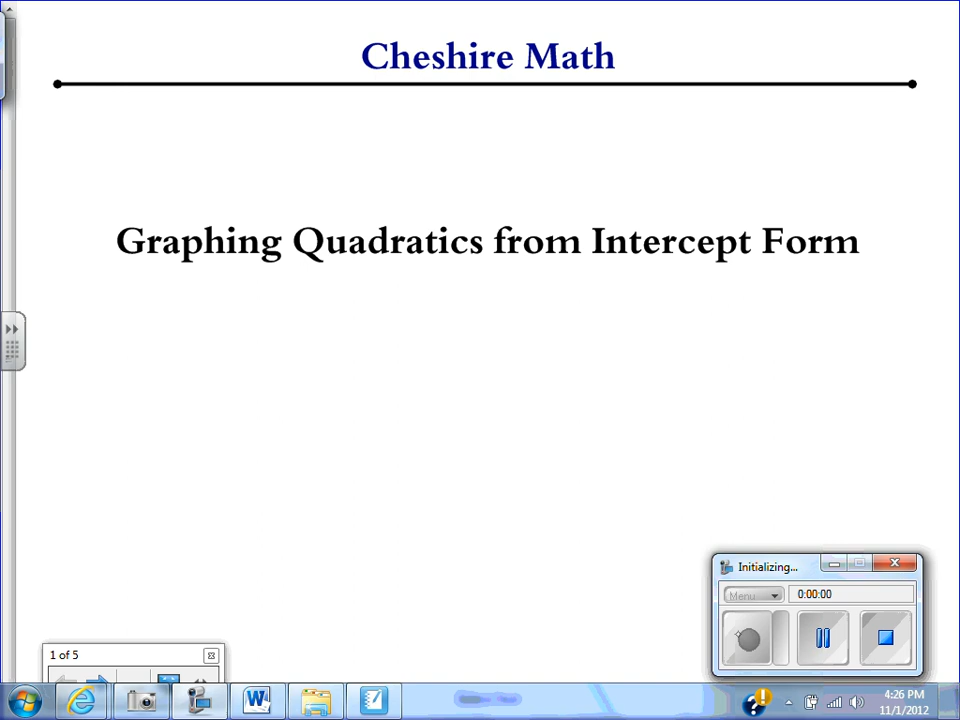 Cheshire Math
Graphing Quadratics from Intercept Form
Initializing...
Menu
0:00:00
1 of 5
4:26 PM
11/1/2012